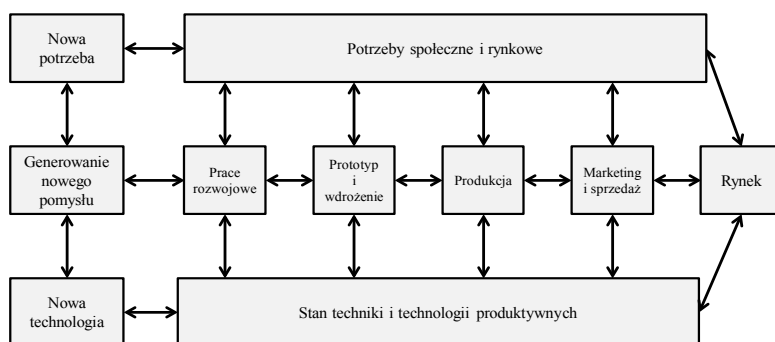 Nowa
potrzeba
Potrzeby społeczne i rynkowe
Generowanie
nowego
pomysłu
Prace
rozwojowe
Prototyp
i
wdrożenie
Produkcja
Marketing
i sprzedaż
Rynek
Nowa
technologia
Stan techniki i technologii produktywnych